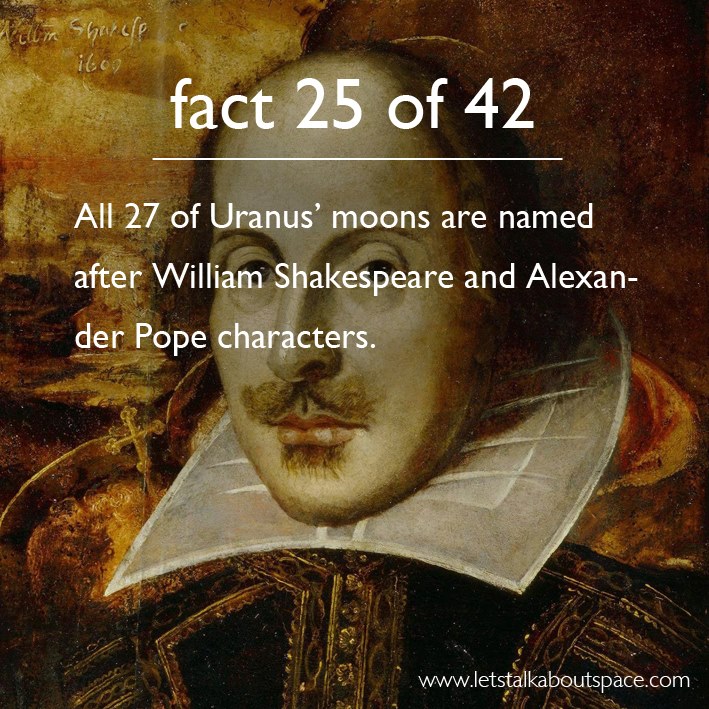 1609
fact 25 of 42
All 27 of Uranus’ moons are named
after William Shakespeare and Alexan-
der Pope characters.
www.letstalkaboutspace.com